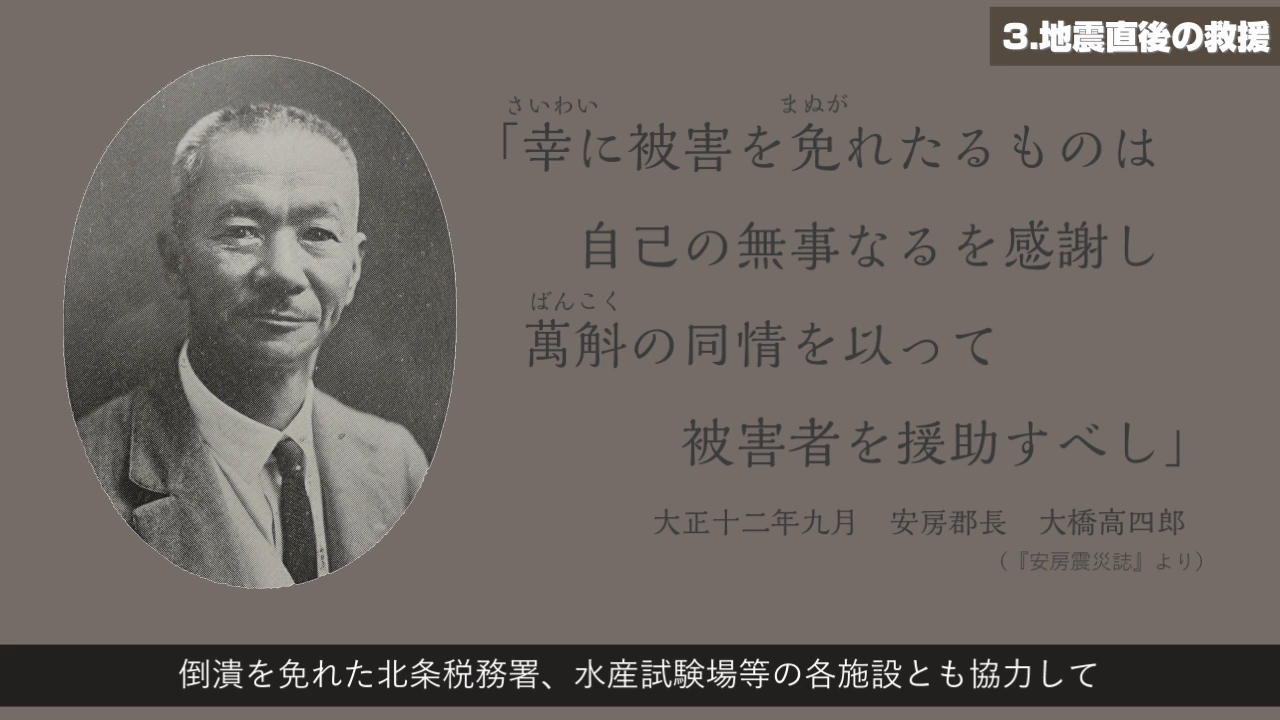 3.地震直後の救援
さいわい まぬが
「幸に被害を免れたるものは
自己の無事なるを感謝し
ばんこく
萬斛の同情を以って
被害者を援助すべし」
大正十二年九月 安房郡長 大橋高四郎
(『安房震災誌』より)
倒潰を免れた北条税務署、水産試験場等の各施設とも協力して